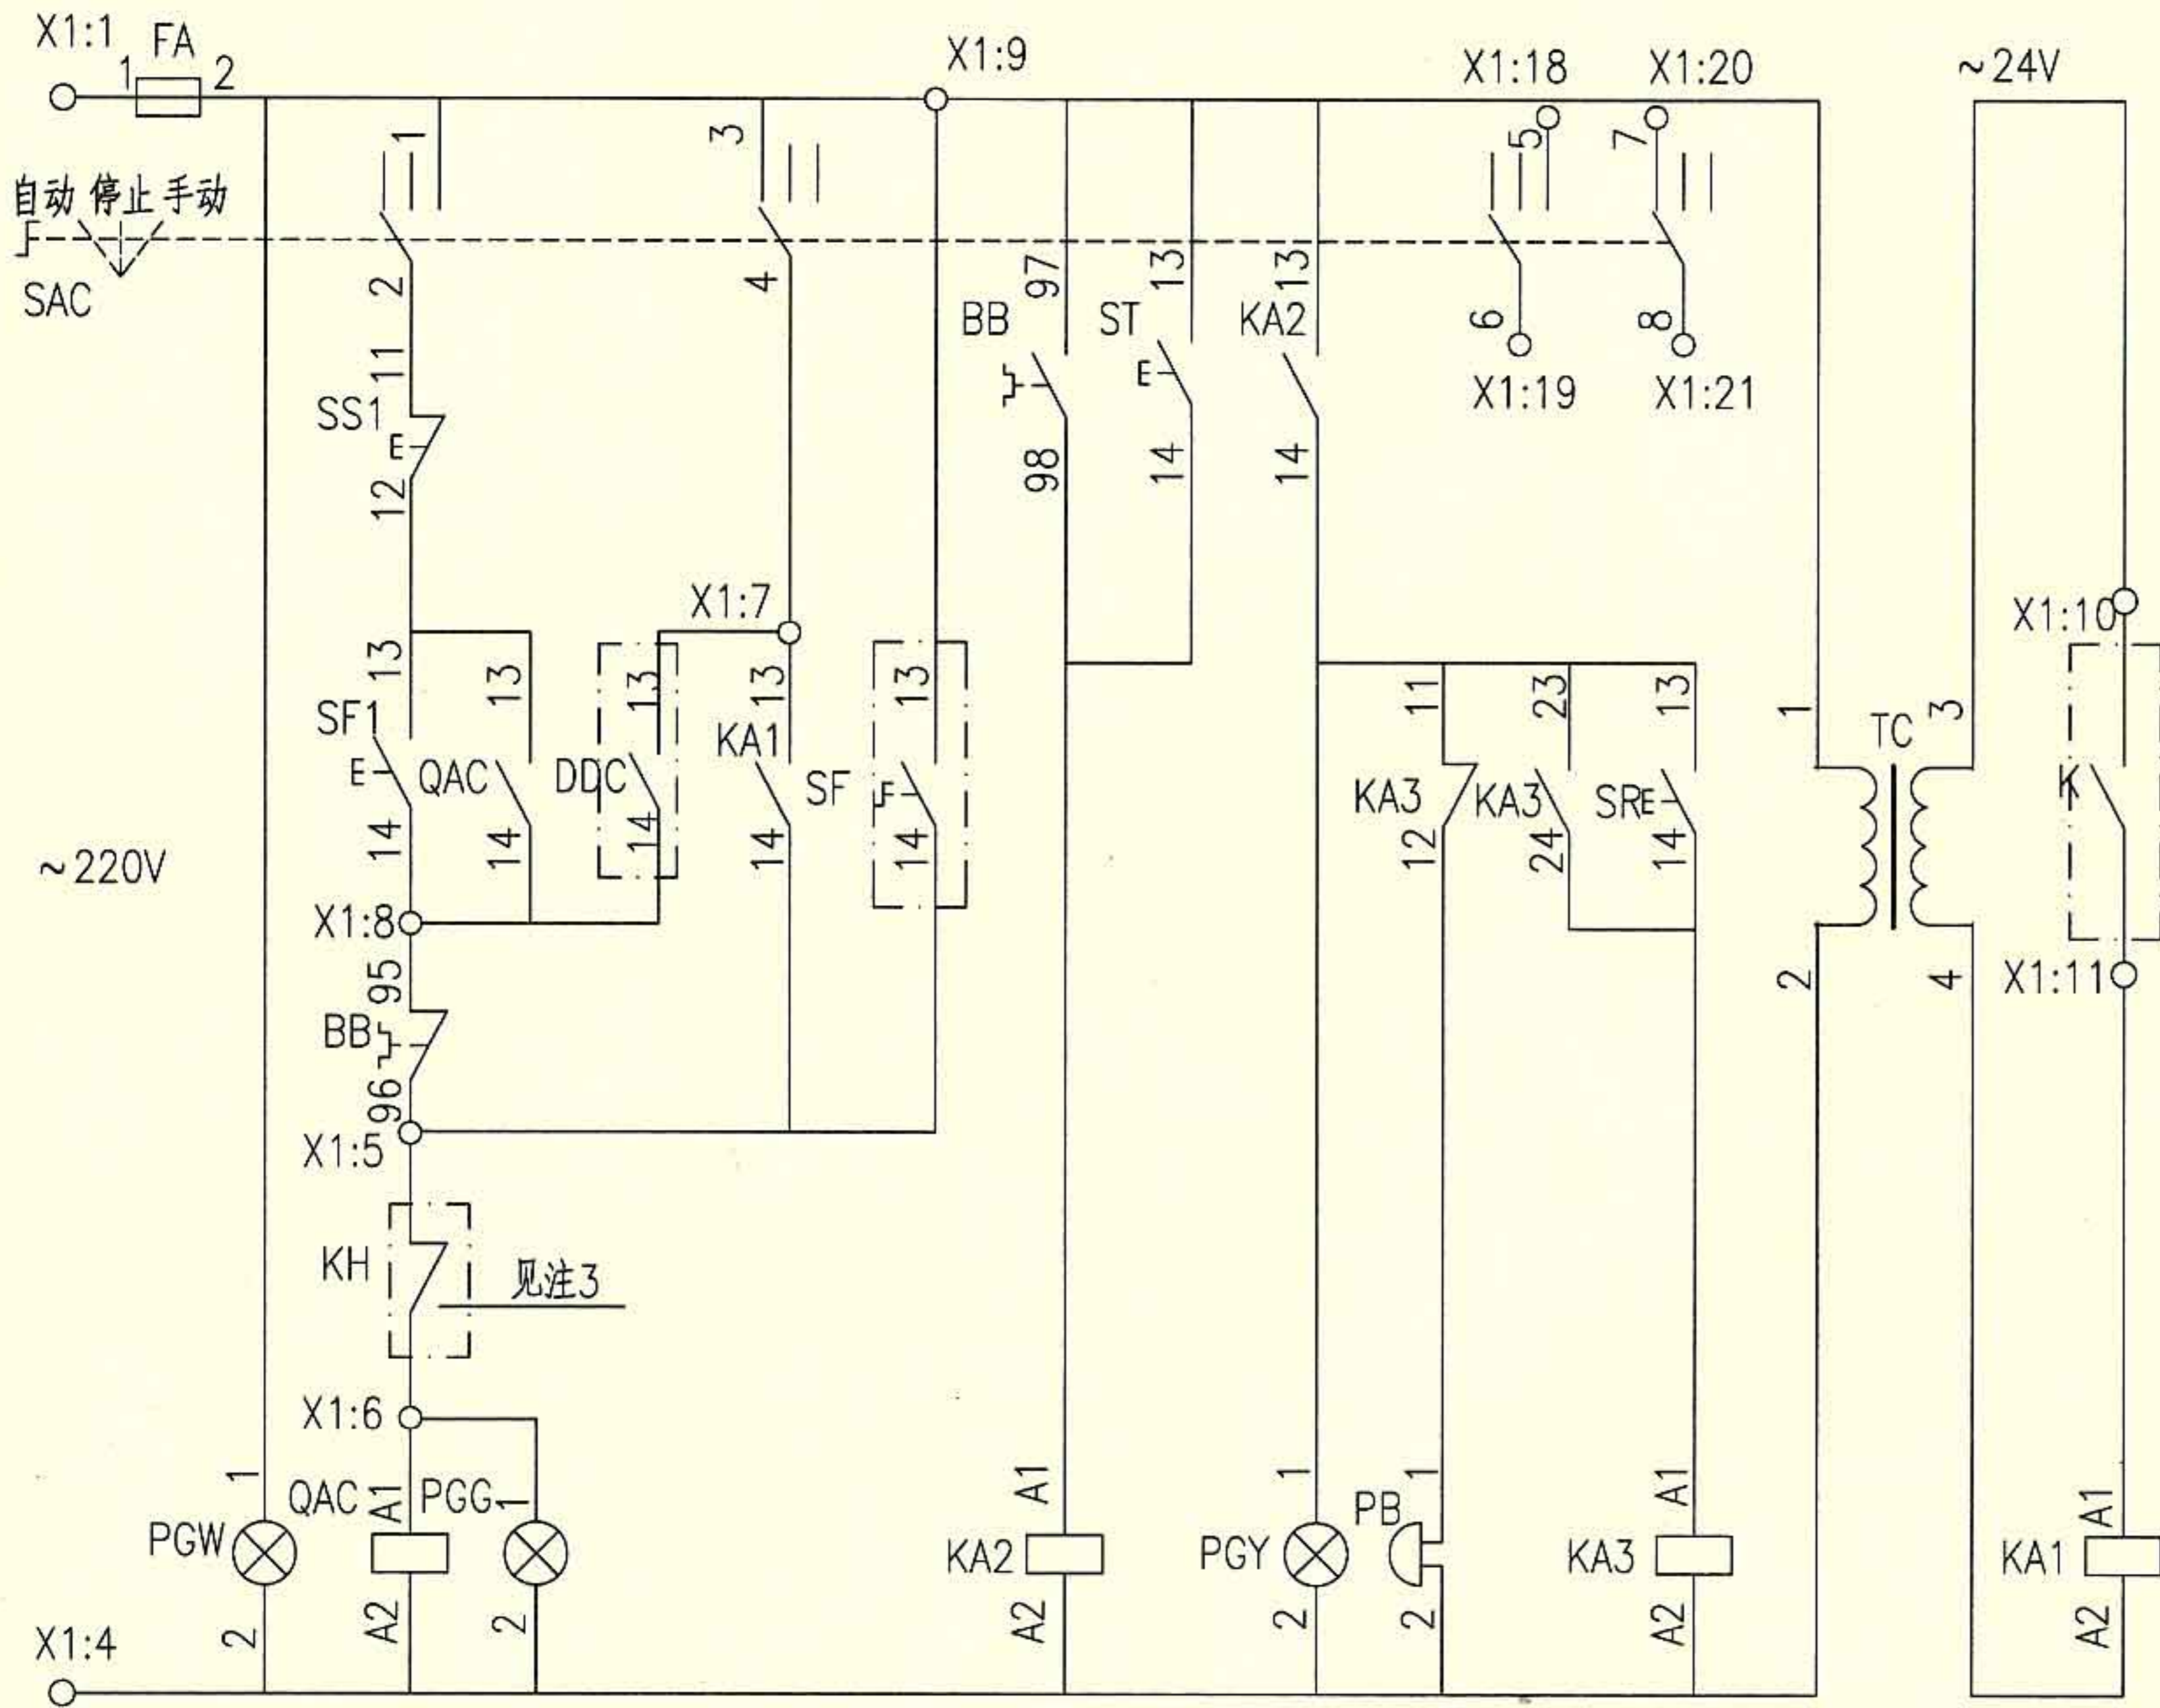 X1:1
FA
1
2
X1:9
X1:18
X1:20
~24V
1
3
5
7
自动 停止 手动
SAC
2
4
6
8
X1:19
X1:21
97
13
13
BB
ST
KA2
98
14
14
11
SS1
E
12
E
X1:7
X1:10
13
13
13
13
13
11
23
13
1
3
SF1
E
QAC
DDC
KA1
SF
KA3
KA3
SR
E
TC
K
14
14
14
14
14
12
24
14
~220V
X1:8
2
4
X1:11
95
BB
96
X1:5
KH
见注3
X1:6
1
QAC
A1
PGG
1
A1
1
PB
1
A1
A1
PGW
KA2
PGY
KA3
KA1
2
A2
2
A2
2
2
A2
A2
X1:4